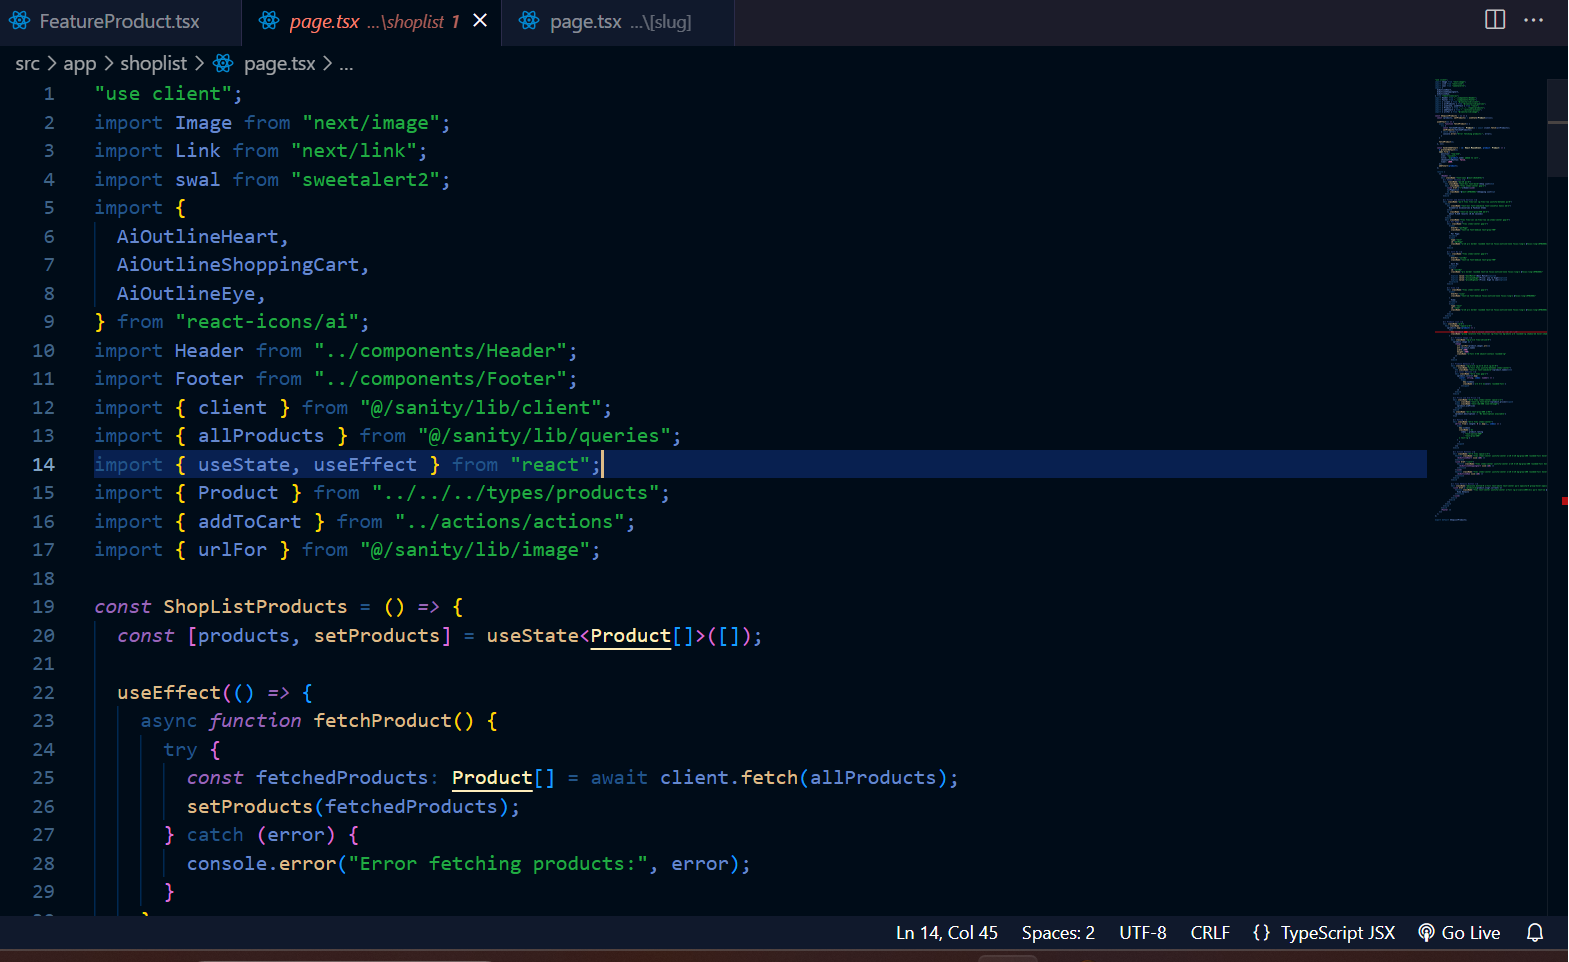 FeatureProduct.tsx
page.tsx ...\shoplist 1
page.tsx ...\[slug]
src > app > shoplist > page.tsx > ...
1 "use client";
2 import Image from "next/image";
3 import Link from "next/link";
4 import swal from "sweetalert2";
5 import {
6 AiOutlineHeart,
7 AiOutlineShoppingCart,
8 AiOutlineEye,
9 } from "react-icons/ai";
10 import Header from "../components/Header";
11 import Footer from "../components/Footer";
12 import { client } from "@/sanity/lib/client";
13 import { allProducts } from "@/sanity/lib/queries";
14 import { useState, useEffect } from "react";
15 import { Product } from "../../../types/products";
16 import { addToCart } from "../actions/actions";
17 import { urlFor } from "@/sanity/lib/image";
18
19 const ShopListProducts = () => {
20 const [products, setProducts] = useState<Product[]>([]);
21
22 useEffect(() => {
23 async function fetchProduct() {
24 try {
25 const fetchedProducts: Product[] = await client.fetch(allProducts);
26 setProducts(fetchedProducts);
27 } catch (error) {
28 console.error("Error fetching products:", error);
29 }
Ln 14, Col 45 Spaces: 2 UTF-8 CRLF {} TypeScript JSX Go Live